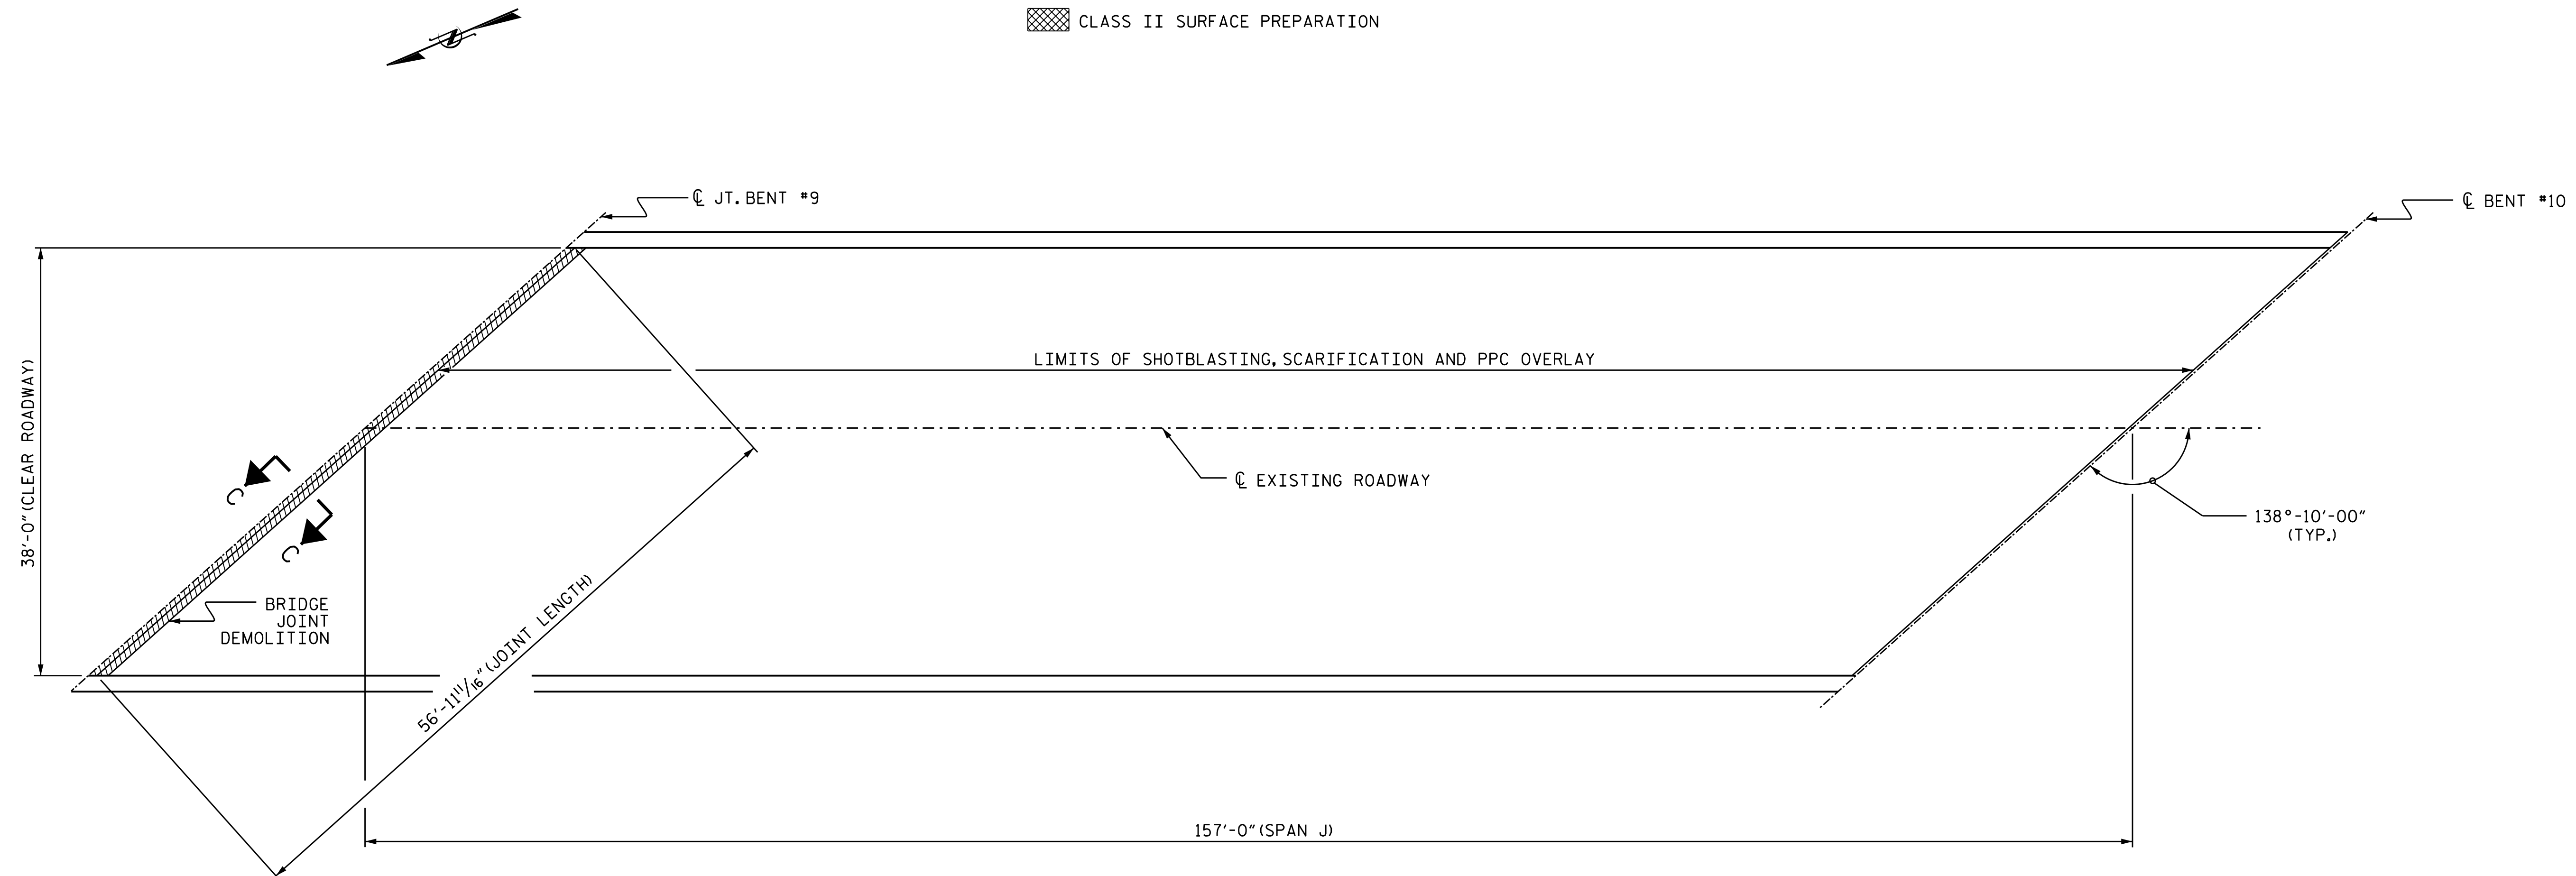 N
CLASS II SURFACE PREPARATION
℄ JT. BENT #9
℄ BENT #10
38'-0" (CLEAR ROADWAY)
LIMITS OF SHOTBLASTING, SCARIFICATION AND PPC OVERLAY
℄ EXISTING ROADWAY
C
C
138°-10'-00"
(TYP.)
BRIDGE
JOINT
DEMOLITION
56'-11 11/16" (JOINT LENGTH)
157'-0" (SPAN J)